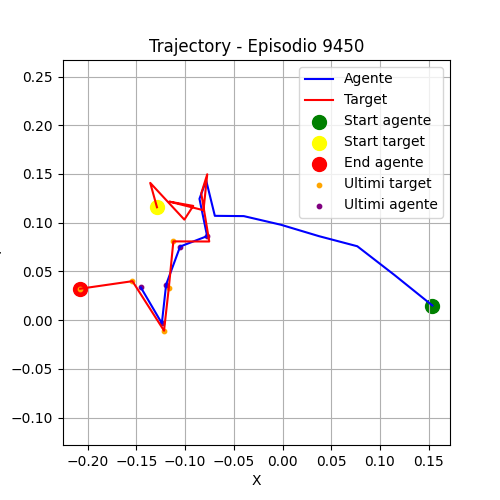 Trajectory - Episodio 9450
Agente
Target
Start agente
Start target
End agente
Ultimi target
Ultimi agente
0.25
0.20
0.15
0.10
0.05
0.00
−0.05
−0.10
−0.20
−0.15
−0.10
−0.05
0.00
0.05
0.10
0.15
X